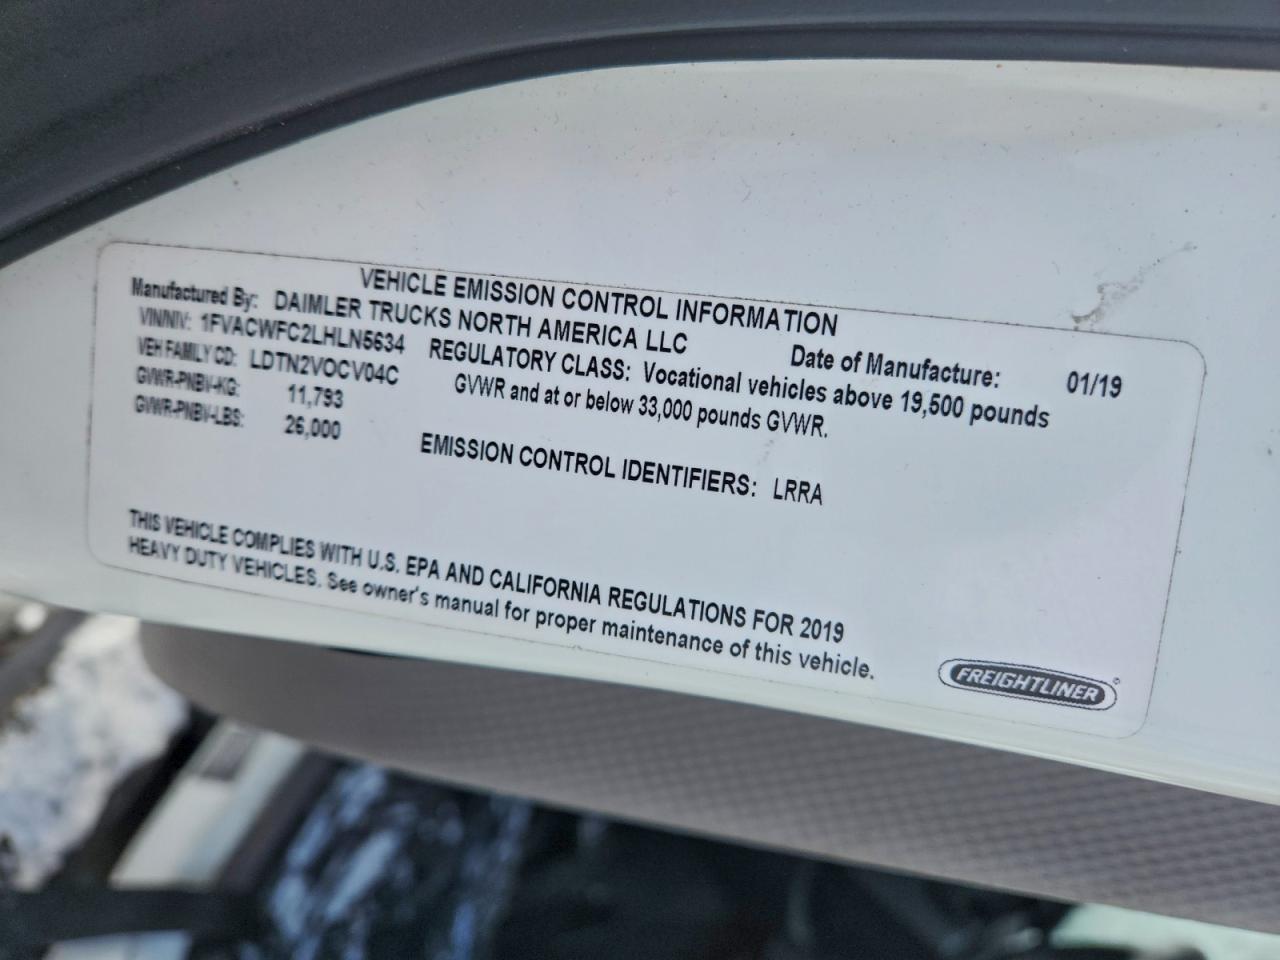 VEHICLE EMISSION CONTROL INFORMATION
Manufactured By: DAIMLER TRUCKS NORTH AMERICA LLC
Date of Manufacture: 01/19
VIN/NIV: 1FVACWFC2LHLN5634
REGULATORY CLASS: Vocational vehicles above 19,500 pounds
GVWR and at or below 33,000 pounds GVWR.
VEH FAMILY CD: LDTN2VOCV04C
GVWR-PNBV-KG: 11,793
GVWR-PNBV-LBS: 26,000
EMISSION CONTROL IDENTIFIERS: LRRA
THIS VEHICLE COMPLIES WITH U.S. EPA AND CALIFORNIA REGULATIONS FOR 2019
HEAVY DUTY VEHICLES. See owner's manual for proper maintenance of this vehicle.
FREIGHTLINER